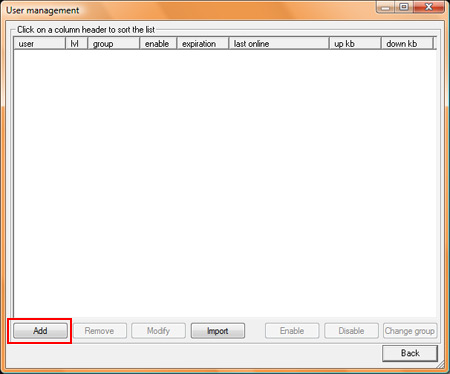 User management
Click on a column header to sort the list
user lvl group enable expiration last online up kb down kb
Add Remove Modify Import Enable Disable Change group
Back